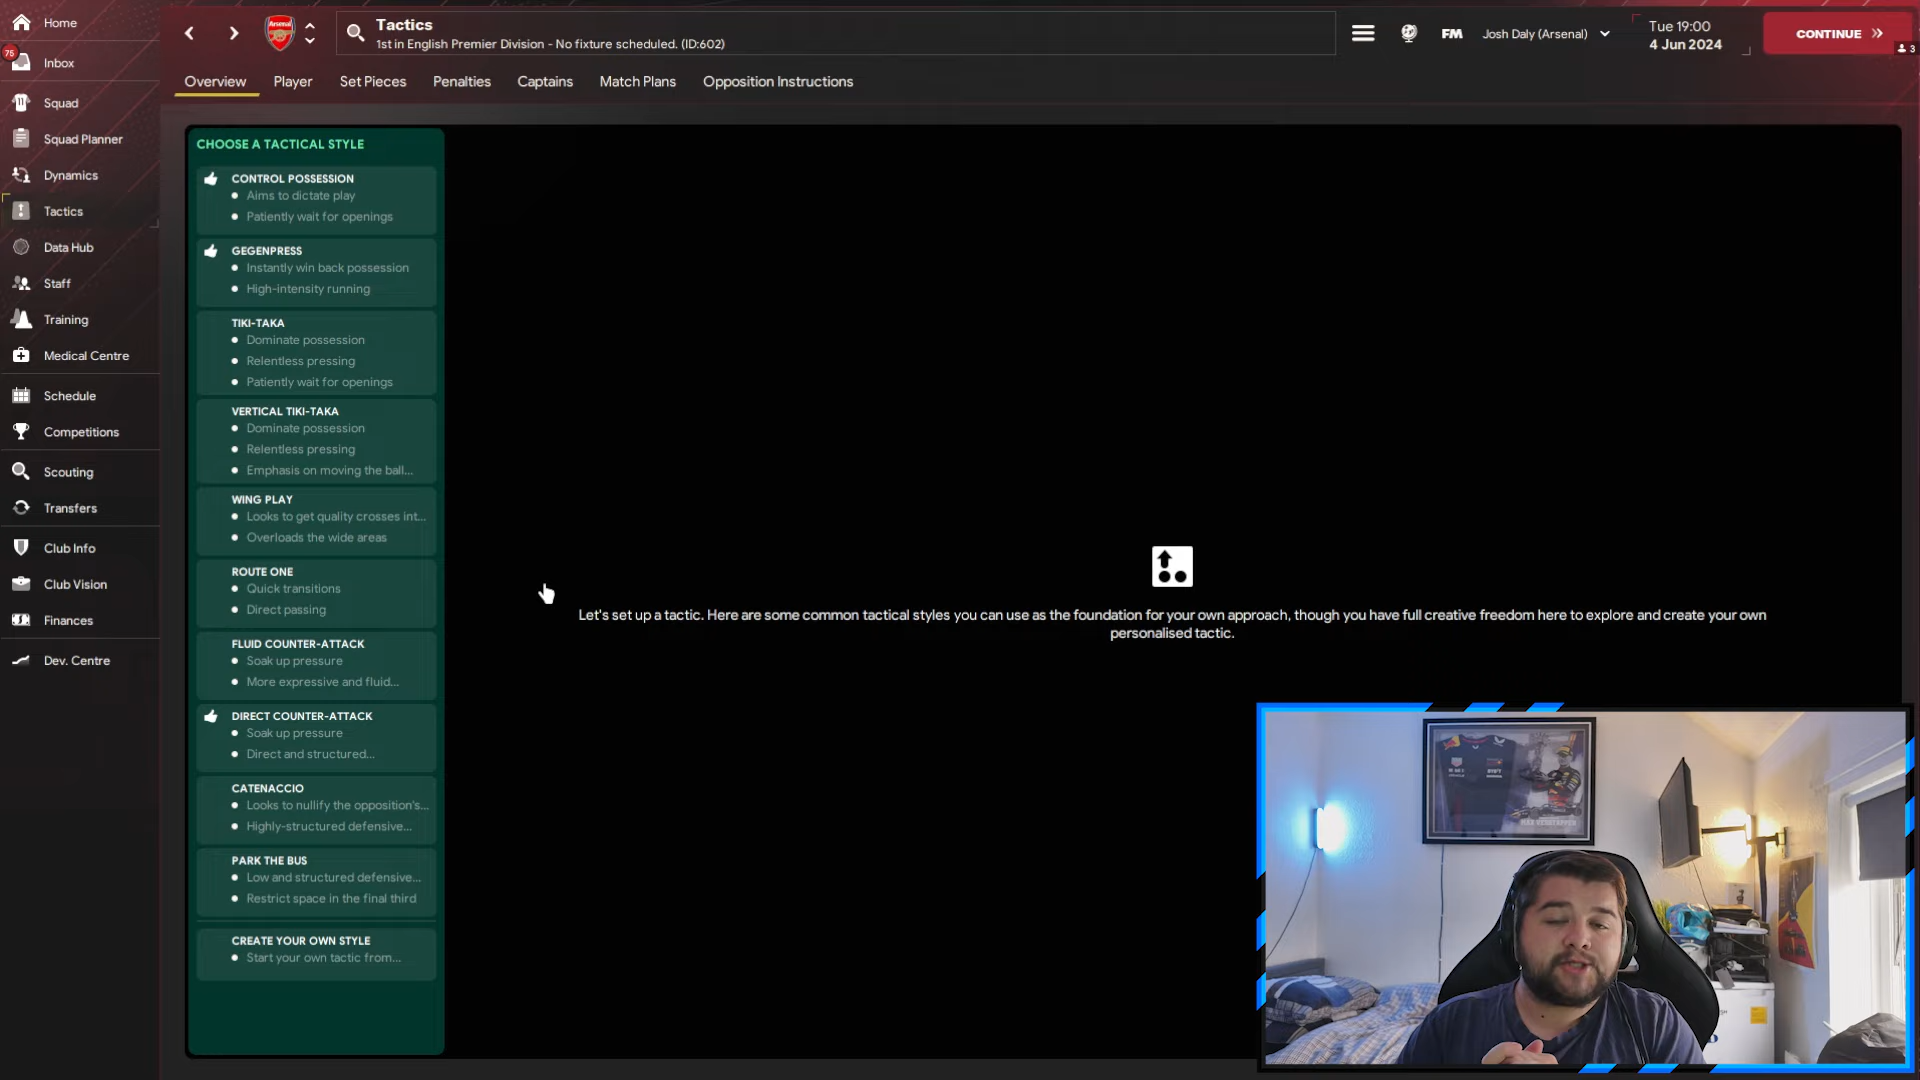 Home
75
Inbox
Squad
Squad Planner
Dynamics
Tactics
Data Hub
Staff
Training
Medical Centre
Schedule
Competitions
Scouting
Transfers
Club Info
Club Vision
Finances
Dev. Centre
Arsenal
Tactics
1st in English Premier Division - No fixture scheduled. (ID:602)
FM
Josh Daly (Arsenal)
Tue 19:00
4 Jun 2024
CONTINUE
3
Overview
Player
Set Pieces
Penalties
Captains
Match Plans
Opposition Instructions
CHOOSE A TACTICAL STYLE
CONTROL POSSESSION
Aims to dictate play
Patiently wait for openings
GEGENPRESS
Instantly win back possession
High-intensity running
TIKI-TAKA
Dominate possession
Relentless pressing
Patiently wait for openings
VERTICAL TIKI-TAKA
Dominate possession
Relentless pressing
Emphasis on moving the ball...
WING PLAY
Looks to get quality crosses int...
Overloads the wide areas
ROUTE ONE
Quick transitions
Direct passing
FLUID COUNTER-ATTACK
Soak up pressure
More expressive and fluid...
DIRECT COUNTER-ATTACK
Soak up pressure
Direct and structured...
CATENACCIO
Looks to nullify the opposition's...
Highly-structured defensive...
PARK THE BUS
Low and structured defensive...
Restrict space in the final third
CREATE YOUR OWN STYLE
Start your own tactic from...
Let's set up a tactic. Here are some common tactical styles you can use as the foundation for your own approach, though you have full creative freedom here to explore and create your own
personalised tactic.
MAX VERSTAPPEN